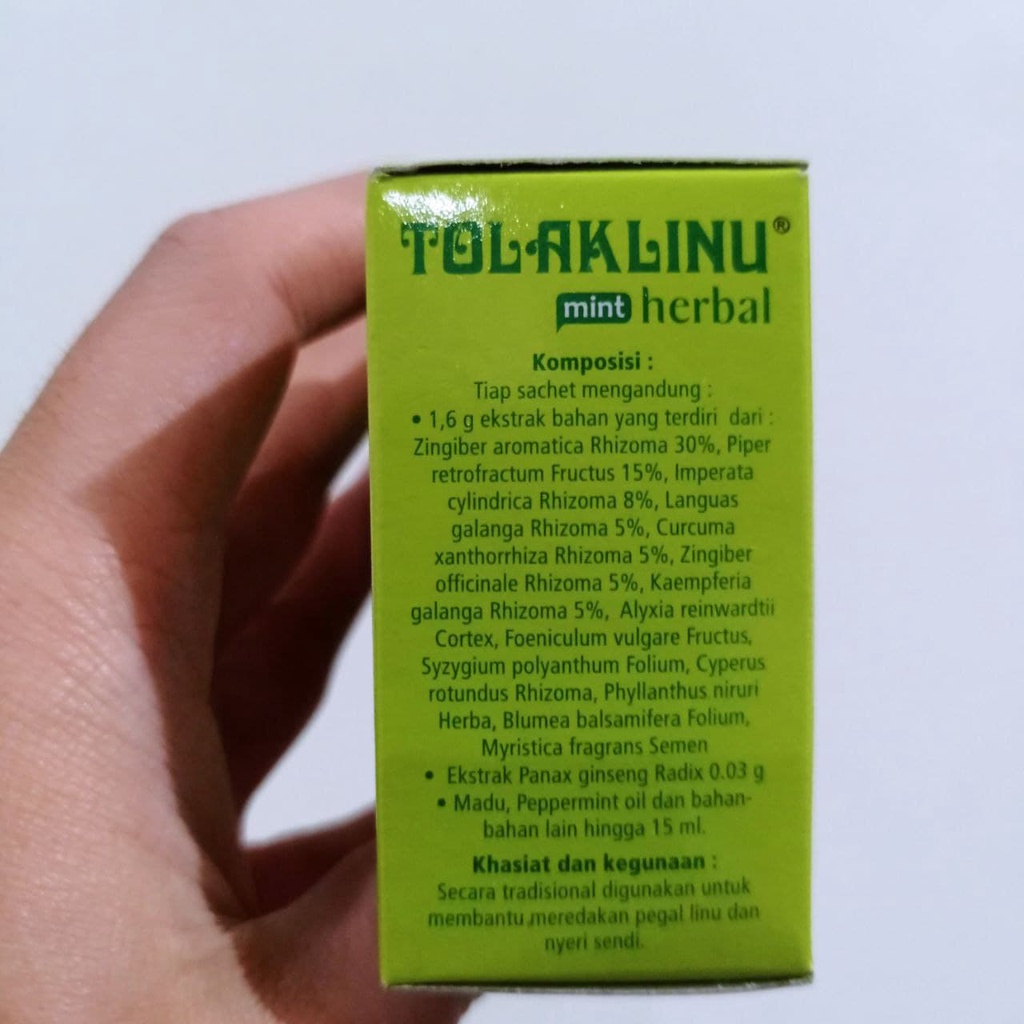 TOLAKLINU®
mint herbal
Komposisi :
Tiap sachet mengandung :
• 1,6 g ekstrak bahan yang terdiri dari :
Zingiber aromatica Rhizoma 30%, Piper
retrofractum Fructus 15%, Imperata
cylindrica Rhizoma 8%, Languas
galanga Rhizoma 5%, Curcuma
xanthorrhiza Rhizoma 5%, Zingiber
officinale Rhizoma 5%, Kaempferia
galanga Rhizoma 5%, Alyxia reinwardtii
Cortex, Foeniculum vulgare Fructus,
Syzygium polyanthum Folium, Cyperus
rotundus Rhizoma, Phyllanthus niruri
Herba, Blumea balsamifera Folium,
Myristica fragrans Semen
• Ekstrak Panax ginseng Radix 0.03 g
• Madu, Peppermint oil dan bahan-
bahan lain hingga 15 ml.
Khasiat dan kegunaan :
Secara tradisional digunakan untuk
membantu meredakan pegal linu dan
nyeri sendi.